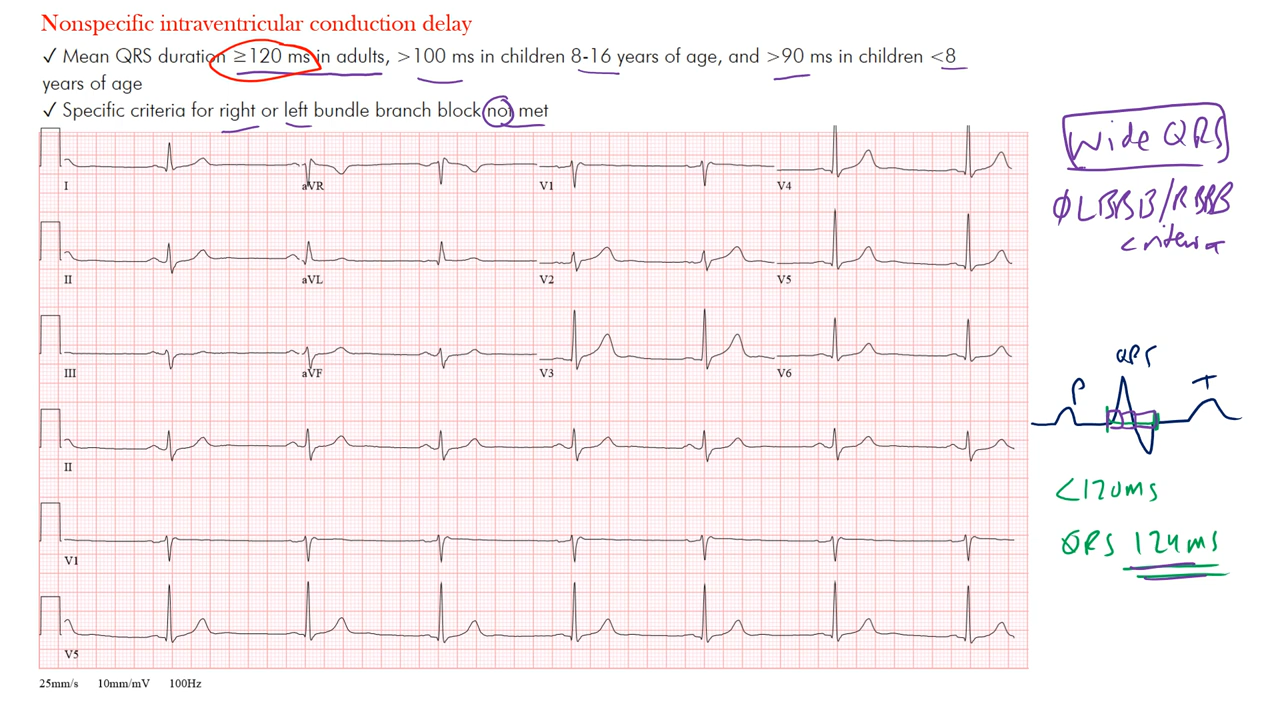 Nonspecific intraventricular conduction delay
✓ Mean QRS duration ≥120 ms in adults, >100 ms in children 8-16 years of age, and >90 ms in children <8
years of age
✓ Specific criteria for right or left bundle branch block not met
Wide QRS
ØLBBB/RBBB
criteria
I
aVR
V1
V4
II
aVL
V2
V5
III
aVF
V3
V6
II
V1
V5
P
QRS
T
<120ms
QRS 124ms
25mm/s 10mm/mV 100Hz